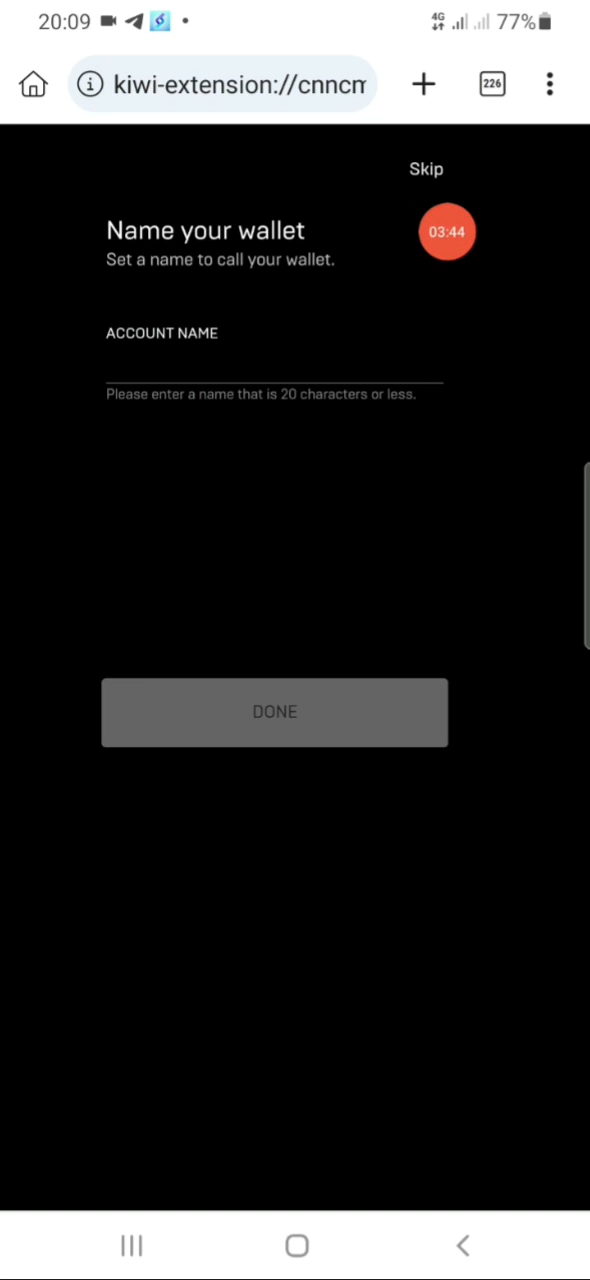 20:09
4G
77%
kiwi-extension://cnncm
226
Skip
Name your wallet
03:44
Set a name to call your wallet.
ACCOUNT NAME
Please enter a name that is 20 characters or less.
DONE